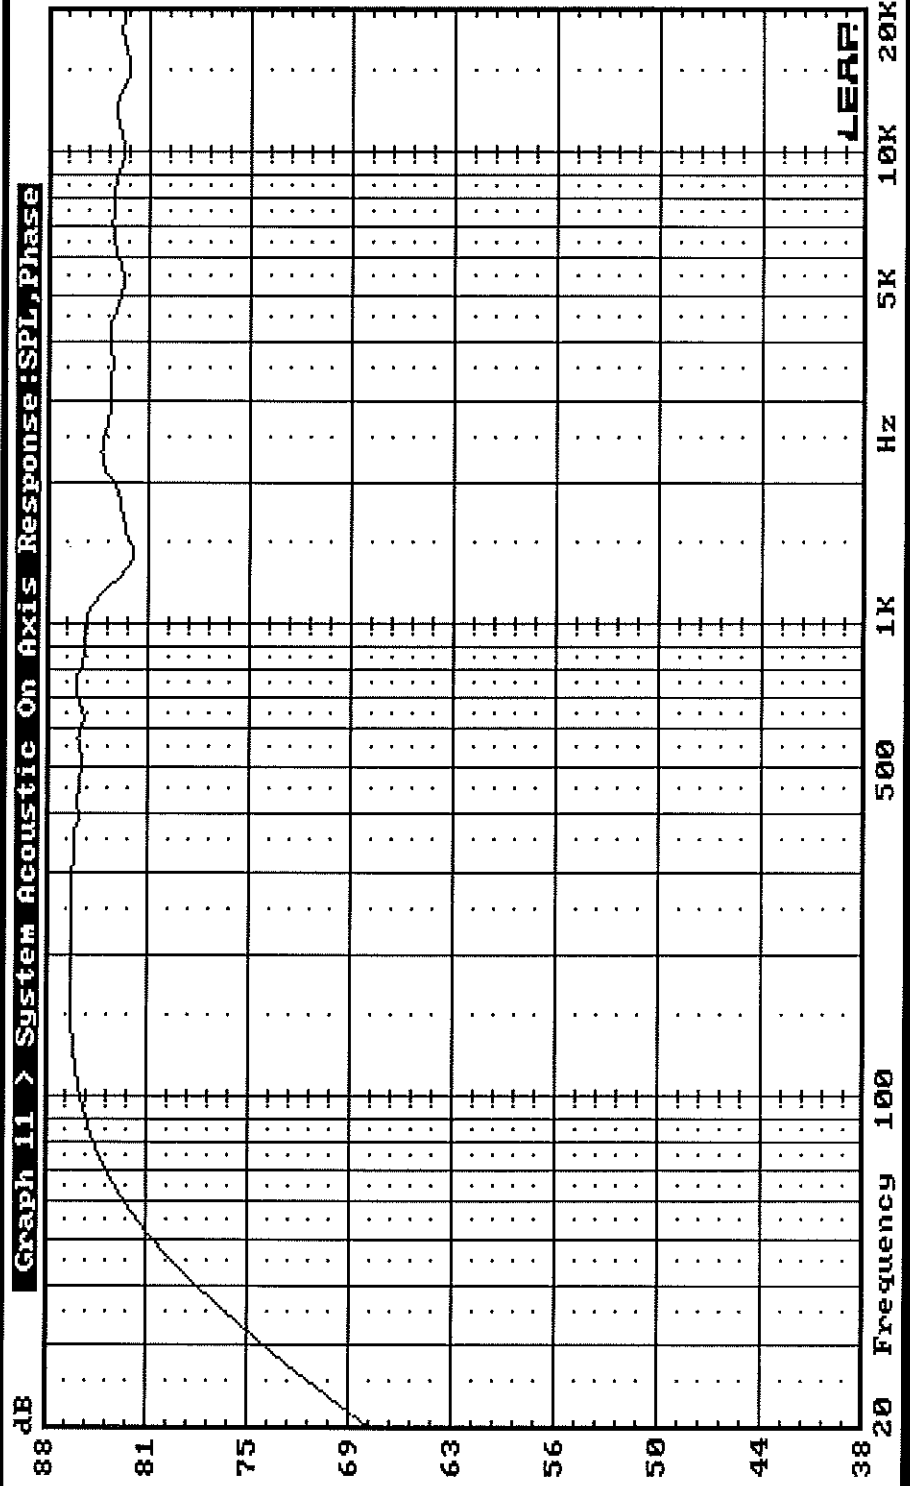 Graph 11 > System Acoustic On Axis Response:SPL,Phase
dB
88
81
75
69
63
56
50
44
38
LEAP
20 Frequency 100 500 1K Hz 5K 10K 20K